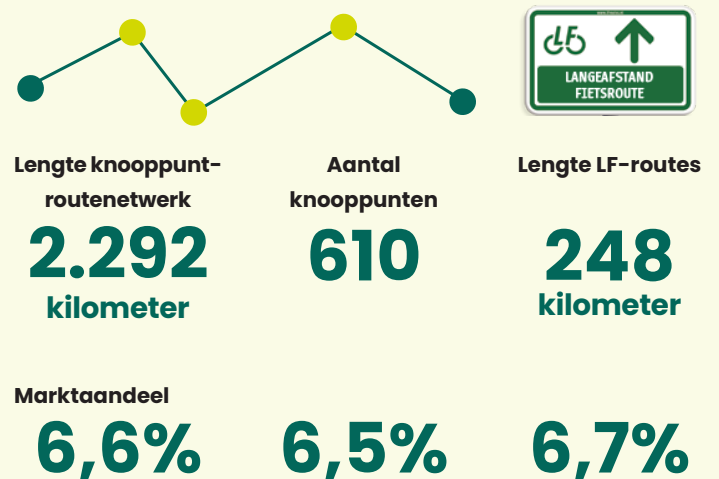 LF
LANGEAFSTAND
FIETSROUTE
Lengte knooppunt-
routenetwerk
2.292
kilometer
Aantal
knooppunten
610
Lengte LF-routes
248
kilometer
Marktaandeel
6,6%
6,5%
6,7%